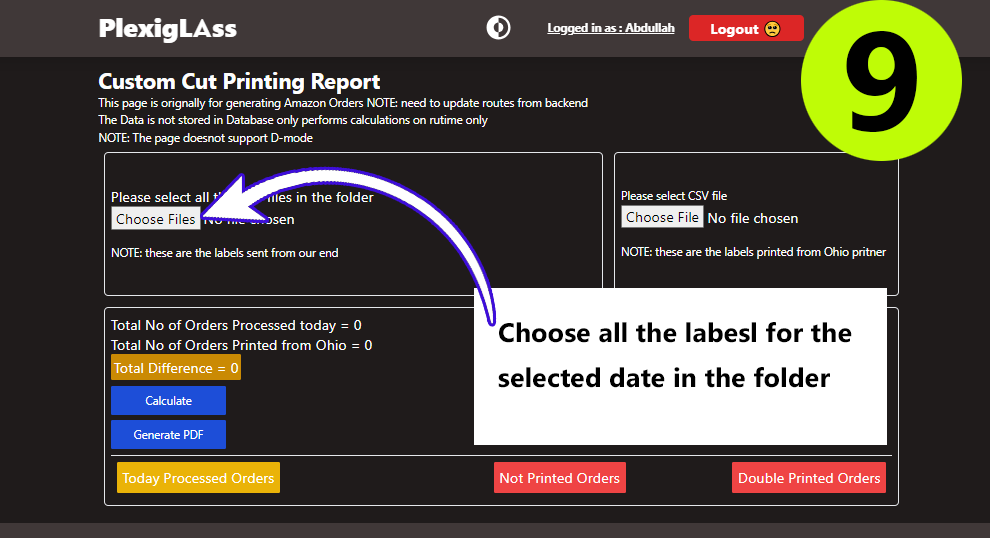 PlexigLAss
Logged in as : Abdullah
Logout
9
Custom Cut Printing Report
This page is orignally for generating Amazon Orders NOTE: need to update routes from backend
The Data is not stored in Database only performs calculations on rutime only
NOTE: The page doesnot support D-mode
Please select all files in the folder
Choose Files No file chosen
NOTE: these are the labels sent from our end
Please select CSV file
Choose File No file chosen
NOTE: these are the labels printed from Ohio pritner
Choose all the labesl for the
selected date in the folder
Total No of Orders Processed today = 0
Total No of Orders Printed from Ohio = 0
Total Difference = 0
Calculate
Generate PDF
Today Processed Orders
Not Printed Orders
Double Printed Orders